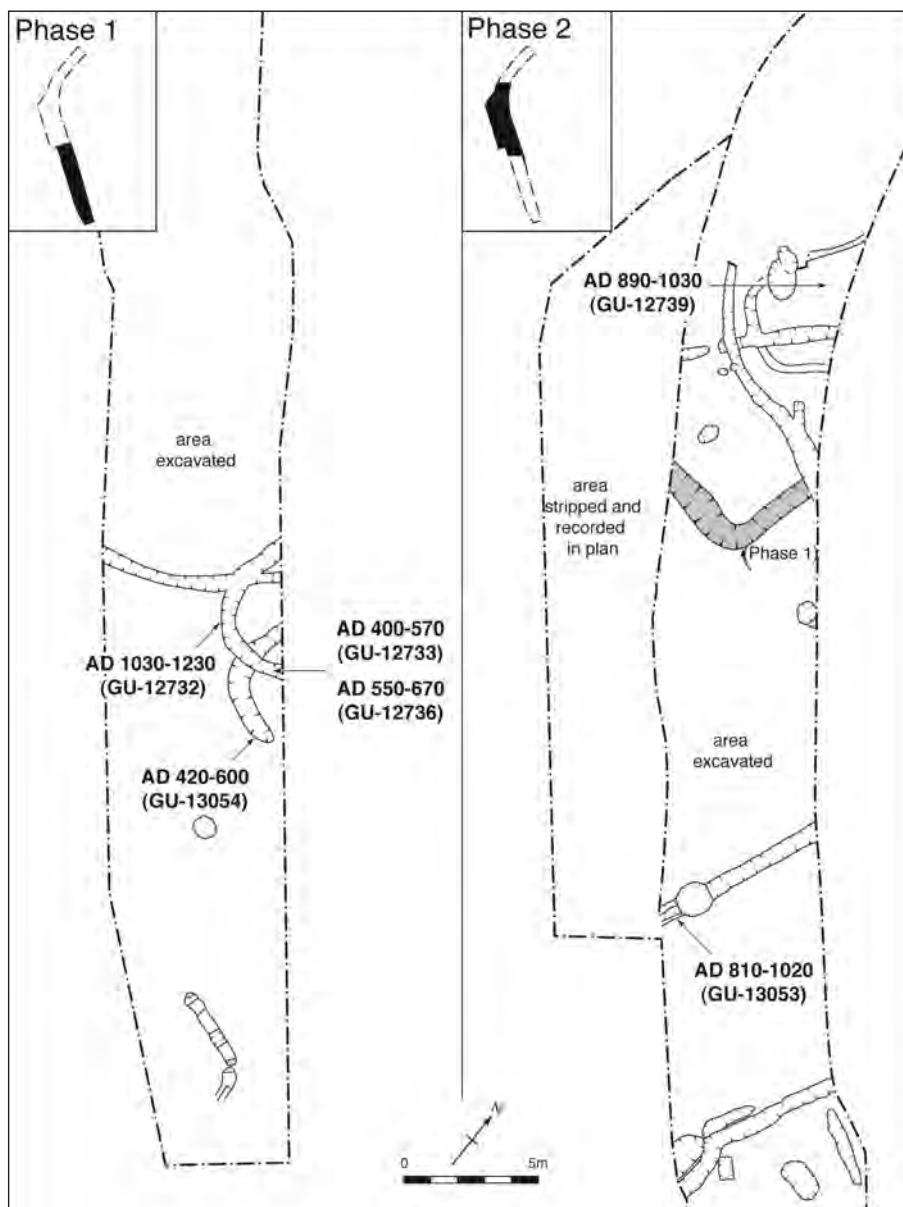 Phase 1
area
excavated
AD 400-570
(GU-12733)
AD 1030-1230
(GU-12732)
AD 550-670
(GU-12736)
AD 420-600
(GU-13054)
Phase 2
AD 890-1030
(GU-12739)
area
stripped and
recorded
in plan
Phase 1
area
excavated
AD 810-1020
(GU-13053)
N
0 5m